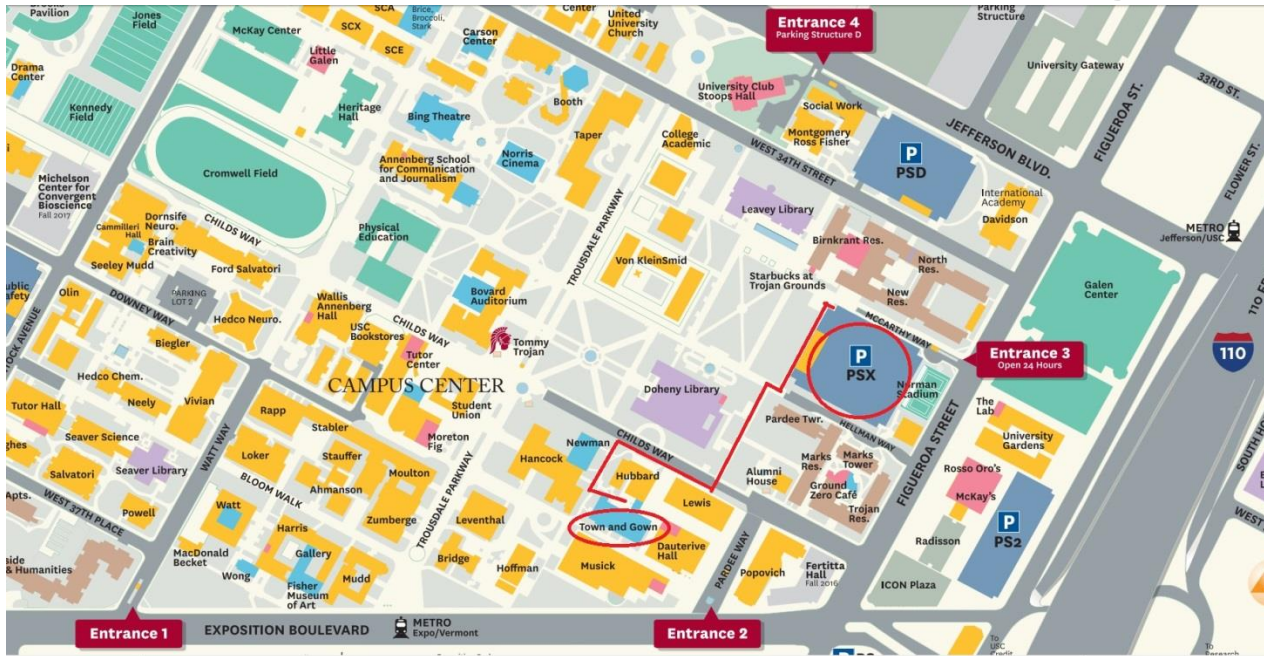 Pavilion
Jones
Field
McKay Center
SCX
SCA
SCE
Brice,
Broccoli,
Stark
Carson
Center
Center
United
University
Church
Entrance 4
Parking Structure D
Parking
Structure
University Gateway
33RD ST.
Drama
Center
Little
Galen
Kennedy
Field
Heritage
Hall
Bing Theatre
Booth
Taper
University Club
Stoops Hall
Social Work
Montgomery
Ross Fisher
JEFFERSON BLVD.
FIGUEROA ST.
FLOWER ST.
P
PSD
College
Academic
WEST 34TH STREET
Norris
Cinema
Annenberg School
for Communication
and Journalism
Cromwell Field
Michelson
Center for
Convergent
Bioscience
Fall 2017
International
Academy
Davidson
Leavey Library
METRO
Jefferson/USC
Dornsife
Neuro.
Cammilleri
Hall
Brain
Creativity
Seeley Mudd
CHILDS WAY
Ford Salvatori
Physical
Education
TROUSDALE PARKWAY
Von KleinSmid
Birnkrant Res.
North
Res.
Starbucks at
Trojan Grounds
New
Res.
Galen
Center
110
Olin
PARKING
LOT 2
DOWNEY WAY
Hedco Neuro.
Wallis
Annenberg
Hall
USC
Bookstores
CHILDS WAY
Bovard
Auditorium
Tommy
Trojan
MCCARTHY WAY
Entrance 3
Open 24 Hours
110
Biegler
Tutor
Center
CAMPUS CENTER
Doheny Library
P
PSX
Norman
Stadium
Hedco Chem.
Neely
Vivian
Tutor Hall
Rapp
Stabler
Student
Union
Moreton
Fig
Pardee Twr.
HELLMAN WAY
The
Lab
University
Gardens
Seaver Science
Seaver Library
Salvatori
WATT WAY
Loker
Stauffer
Moulton
Ahmanson
Newman
Hancock
CHILDS WAY
Hubbard
Alumni
House
Marks
Res.
Marks
Tower
Ground
Zero Café
Trojan
Res.
FIGUEROA STREET
Rosso Oro's
McKay's
WEST 37TH PLACE
Powell
BLOOM WALK
Watt
Harris
Zumberge
TROUSDALE PARKWAY
Leventhal
Lewis
Town and Gown
Dauterive
Hall
P
PS2
Radisson
MacDonald
Becket
Gallery
Wong
Fisher
Museum
of Art
Mudd
Bridge
Hoffman
Musick
PARDEE WAY
Popovich
Fertitta
Hall
Fall 2016
ICON Plaza
& Humanities
Entrance 1
EXPOSITION BOULEVARD
METRO
Expo/Vermont
Entrance 2
To
USC
Credit
To